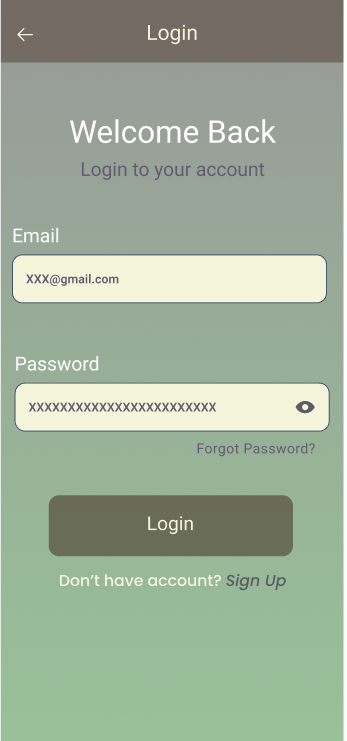 Login
Welcome Back
Login to your account
Email
XXX@gmail.com
Password
XXXXXXXXXXXXXXXXXXXXXXXX
Forgot Password?
Login
Don't have account? Sign Up